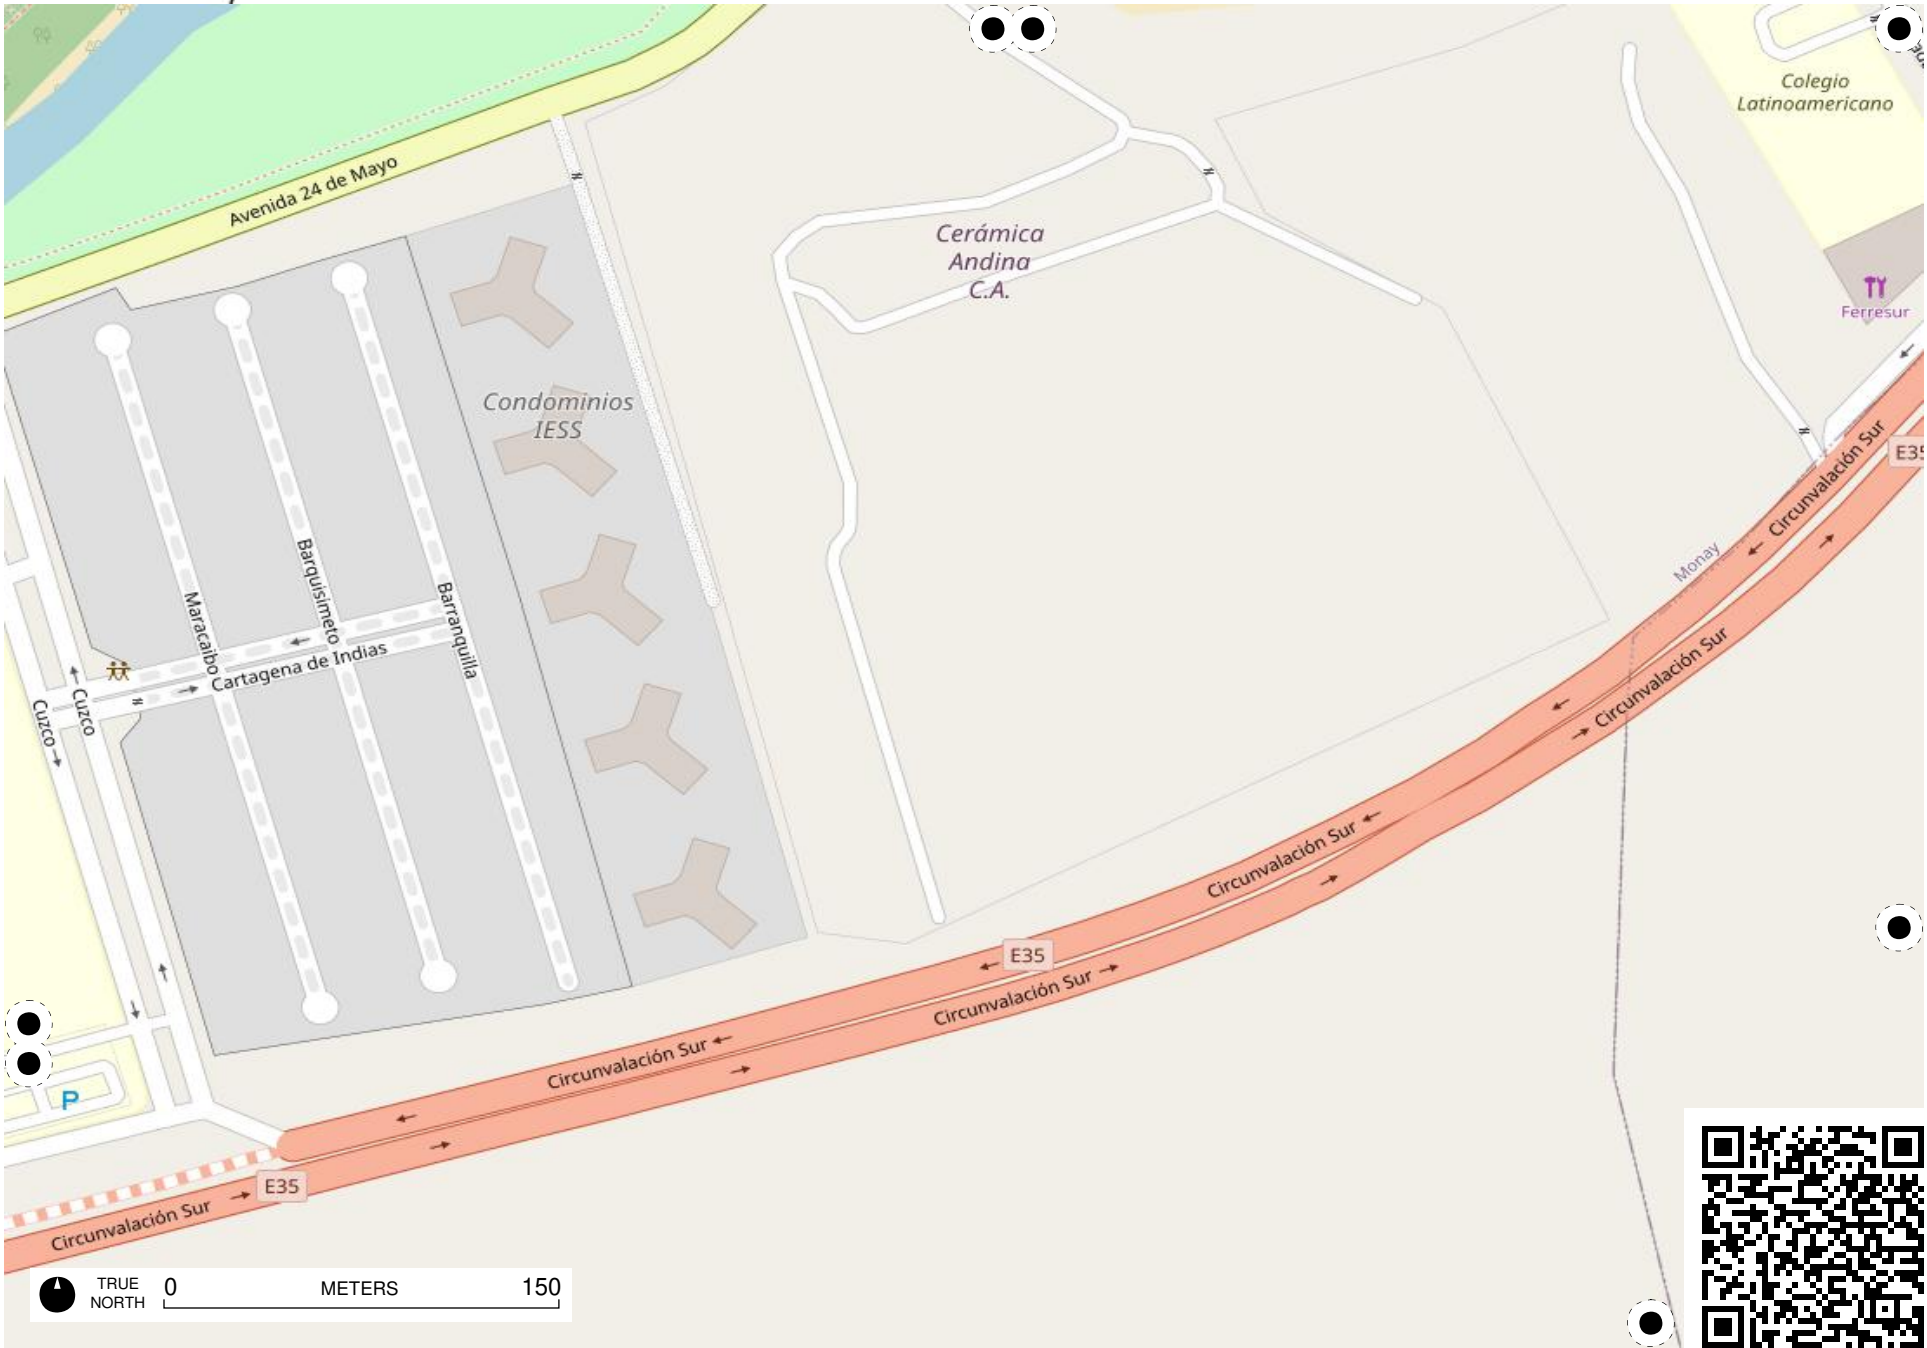 Colegio
Latinoamericano
Avenida 24 de Mayo
Cerámica
Andina
C.A.
Ferresur
Condominios
IESS
Circunvalación Sur
E35
Monay
Maracaibo
Barquisimeto
Barranquilla
Cartagena de Indias
Cuzco
Cuzco
Circunvalación Sur
Circunvalación Sur
E35
Circunvalación Sur
Circunvalación Sur
P
E35
Circunvalación Sur
TRUE
NORTH
0 METERS 150